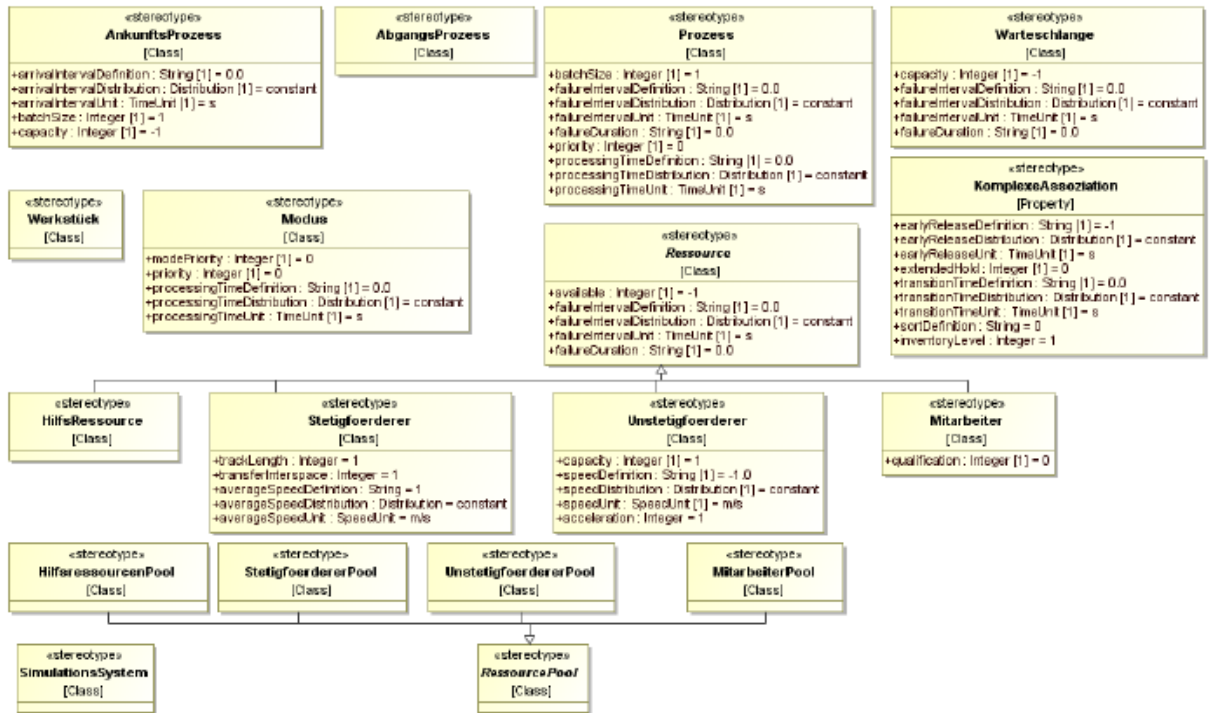 «stereotype»
AnkunftsProzess
[Class]
+arrivalIntervalDefinition : String [1] = 0.0
+arrivalIntervalDistribution : Distribution [1] = constant
+arrivalIntervalUnit : TimeUnit [1] = s
+batchSize : Integer [1] = 1
+capacity : Integer [1] = -1
«stereotype»
AbgangsProzess
[Class]
«stereotype»
Prozess
[Class]
+batchSize : Integer [1] = 1
+failureIntervalDefinition : String [1] = 0.0
+failureIntervalDistribution : Distribution [1] = constant
+failureIntervalUnit : TimeUnit [1] = s
+failureDuration : String [1] = 0.0
+priority : Integer [1] = 0
+processingTimeDefinition : String [1] = 0.0
+processingTimeDistribution : Distribution [1] = constant
+processingTimeUnit : TimeUnit [1] = s
«stereotype»
Warteschlange
[Class]
+capacity : Integer [1] = -1
+failureIntervalDefinition : String [1] = 0.0
+failureIntervalDistribution : Distribution [1] = constant
+failureIntervalUnit : TimeUnit [1] = s
+failureDuration : String [1] = 0.0
«stereotype»
Werkstück
[Class]
«stereotype»
Modus
[Class]
+modePriority : Integer [1] = 0
+priority : Integer [1] = 0
+processingTimeDefinition : String [1] = 0.0
+processingTimeDistribution : Distribution [1] = constant
+processingTimeUnit : TimeUnit [1] = s
«stereotype»
Ressource
[Class]
+available : Integer [1] = -1
+failureIntervalDefinition : String [1] = 0.0
+failureIntervalDistribution : Distribution [1] = constant
+failureIntervalUnit : TimeUnit [1] = s
+failureDuration : String [1] = 0.0
«stereotype»
KomplexeAssoziation
[Property]
+earlyReleaseDefinition : String [1] = -1
+earlyReleaseDistribution : Distribution [1] = constant
+earlyReleaseUnit : TimeUnit [1] = s
+extendedHold : Integer [1] = 0
+transitionTimeDefinition : String [1] = 0.0
+transitionTimeDistribution : Distribution [1] = constant
+transitionTimeUnit : TimeUnit [1] = s
+sortDefinition : String = 0
+inventoryLevel : Integer = 1
«stereotype»
HilfsRessource
[Class]
«stereotype»
Stetigfoerderer
[Class]
+trackLength : Integer = 1
+transferInterspace : Integer = 1
+averageSpeedDefinition : String = 1
+averageSpeedDistribution : Distribution = constant
+averageSpeedUnit : SpeedUnit = m/s
«stereotype»
Unstetigfoerderer
[Class]
+capacity : Integer [1] = 1
+speedDefinition : String [1] = -1.0
+speedDistribution : Distribution [1] = constant
+speedUnit : SpeedUnit [1] = m/s
+acceleration : Integer = 1
«stereotype»
Mitarbeiter
[Class]
+qualification : Integer [1] = 0
«stereotype»
HilfsressourcenPool
[Class]
«stereotype»
StetigfoerdererPool
[Class]
«stereotype»
UnstetigfoerdererPool
[Class]
«stereotype»
MitarbeiterPool
[Class]
«stereotype»
SimulationsSystem
[Class]
«stereotype»
RessourcePool
[Class]